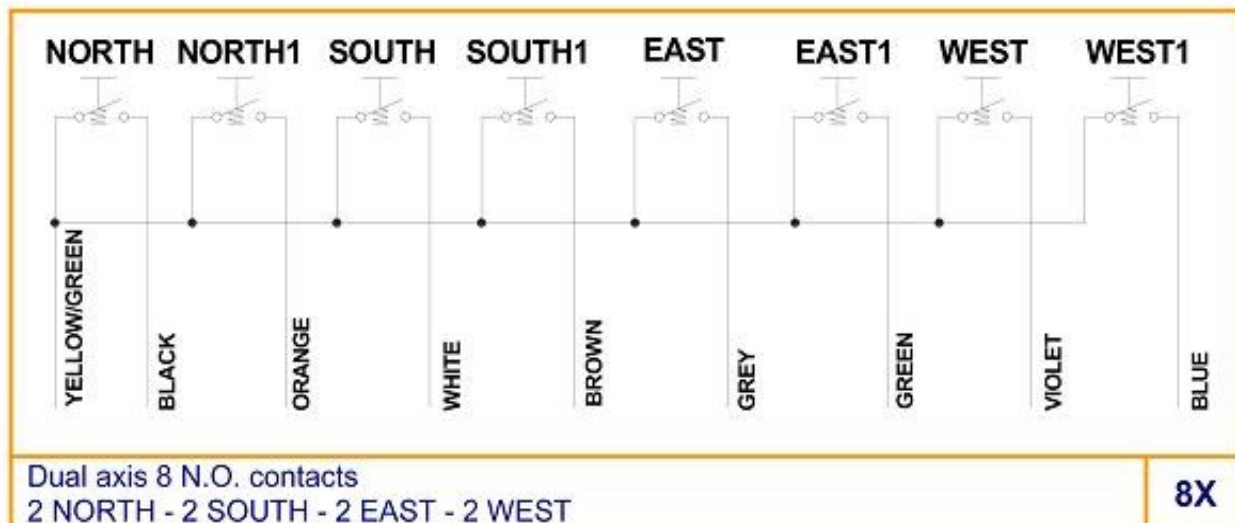 NORTH NORTH1 SOUTH SOUTH1 EAST EAST1 WEST WEST1
YELLOW/GREEN
BLACK
ORANGE
WHITE
BROWN
GREY
GREEN
VIOLET
BLUE
Dual axis 8 N.O. contacts
2 NORTH - 2 SOUTH - 2 EAST - 2 WEST
8X